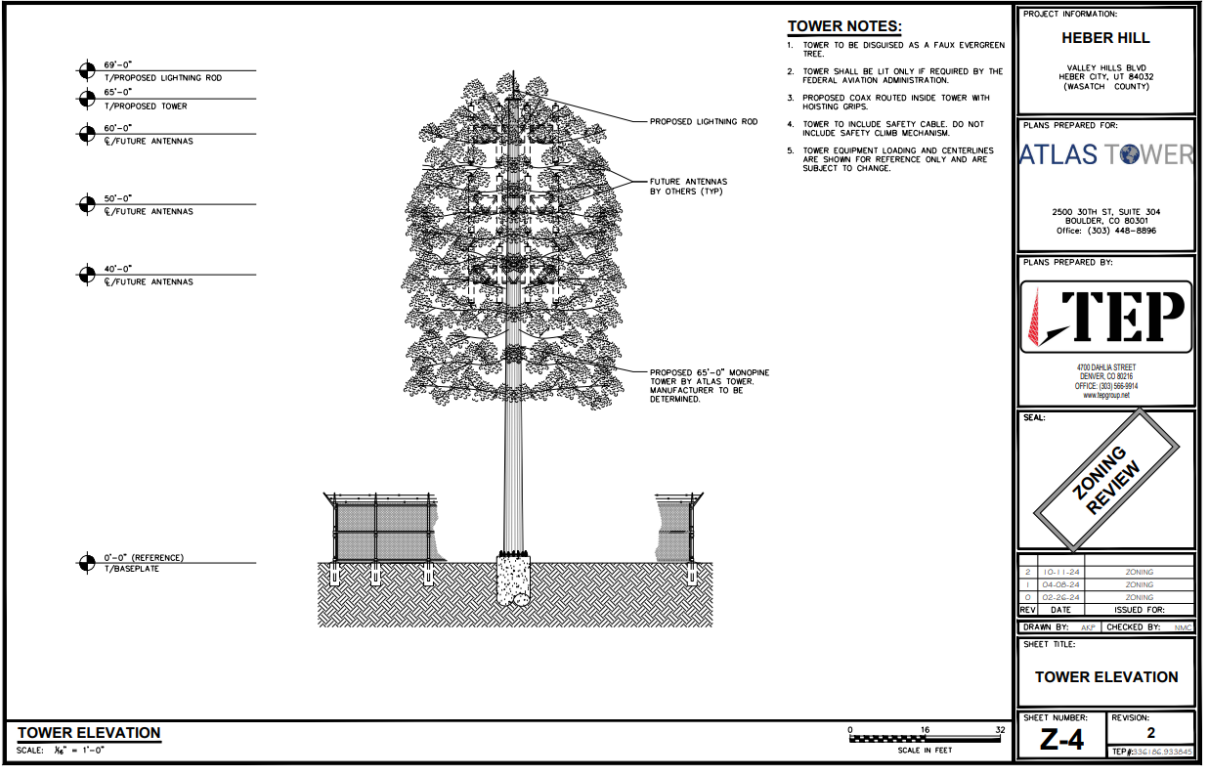 TOWER NOTES:
1. TOWER TO BE DISGUISED AS A FAUX EVERGREEN
TREE.
2. TOWER SHALL BE LIT ONLY IF REQUIRED BY THE
FEDERAL AVIATION ADMINISTRATION.
3. PROPOSED COAX ROUTED INSIDE TOWER WITH
HOISTING GRIPS.
4. TOWER TO INCLUDE SAFETY CABLE. DO NOT
INCLUDE SAFETY CLIMB MECHANISM.
5. TOWER EQUIPMENT LOADING AND CENTERLINES
ARE SHOWN FOR REFERENCE ONLY AND ARE
SUBJECT TO CHANGE.
69'-0"
T/PROPOSED LIGHTNING ROD
65'-0"
T/PROPOSED TOWER
60'-0"
℄/FUTURE ANTENNAS
50'-0"
℄/FUTURE ANTENNAS
40'-0"
℄/FUTURE ANTENNAS
0'-0" (REFERENCE)
T/BASEPLATE
PROPOSED LIGHTNING ROD
FUTURE ANTENNAS
BY OTHERS (TYP)
PROPOSED 65'-0" MONOPINE
TOWER BY ATLAS TOWER.
MANUFACTURER TO BE
DETERMINED.
TOWER ELEVATION
SCALE: 1/16" = 1'-0"
0 16 32
SCALE IN FEET
PROJECT INFORMATION:
HEBER HILL
VALLEY HILLS BLVD
HEBER CITY, UT 84032
(WASATCH COUNTY)
PLANS PREPARED FOR:
ATLAS TOWER
2500 30TH ST, SUITE 304
BOULDER, CO 80301
Office: (303) 448-8896
PLANS PREPARED BY:
TEP
4700 DAHLIA STREET
DENVER, CO 80216
OFFICE: (303) 566-9914
www.tepgroup.net
SEAL:
ZONING
REVIEW
2 10-11-24 ZONING
1 04-08-24 ZONING
0 02-26-24 ZONING
REV DATE ISSUED FOR:
DRAWN BY: AKP CHECKED BY: NMC
SHEET TITLE:
TOWER ELEVATION
SHEET NUMBER:
Z-4
REVISION:
2
TEP#:336186.933845